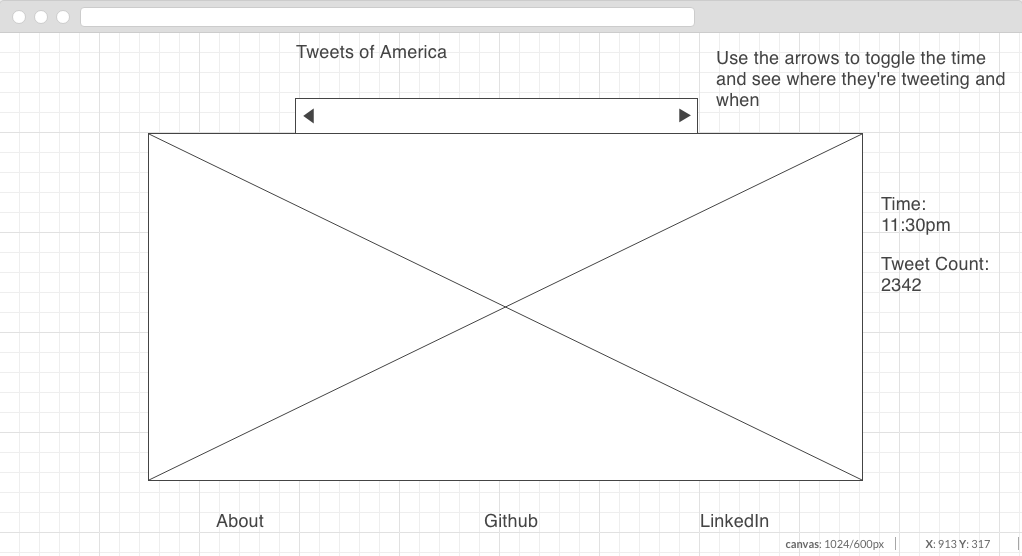 Tweets of America
Use the arrows to toggle the time
and see where they're tweeting and
when
Time:
11:30pm
Tweet Count:
2342
About
Github
LinkedIn
canvas: 1024/600px
X: 913 Y: 317